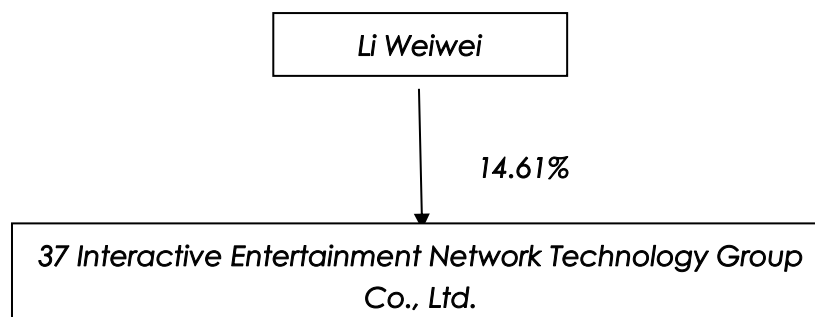 Li Weiwei
14.61%
37 Interactive Entertainment Network Technology Group
Co., Ltd.